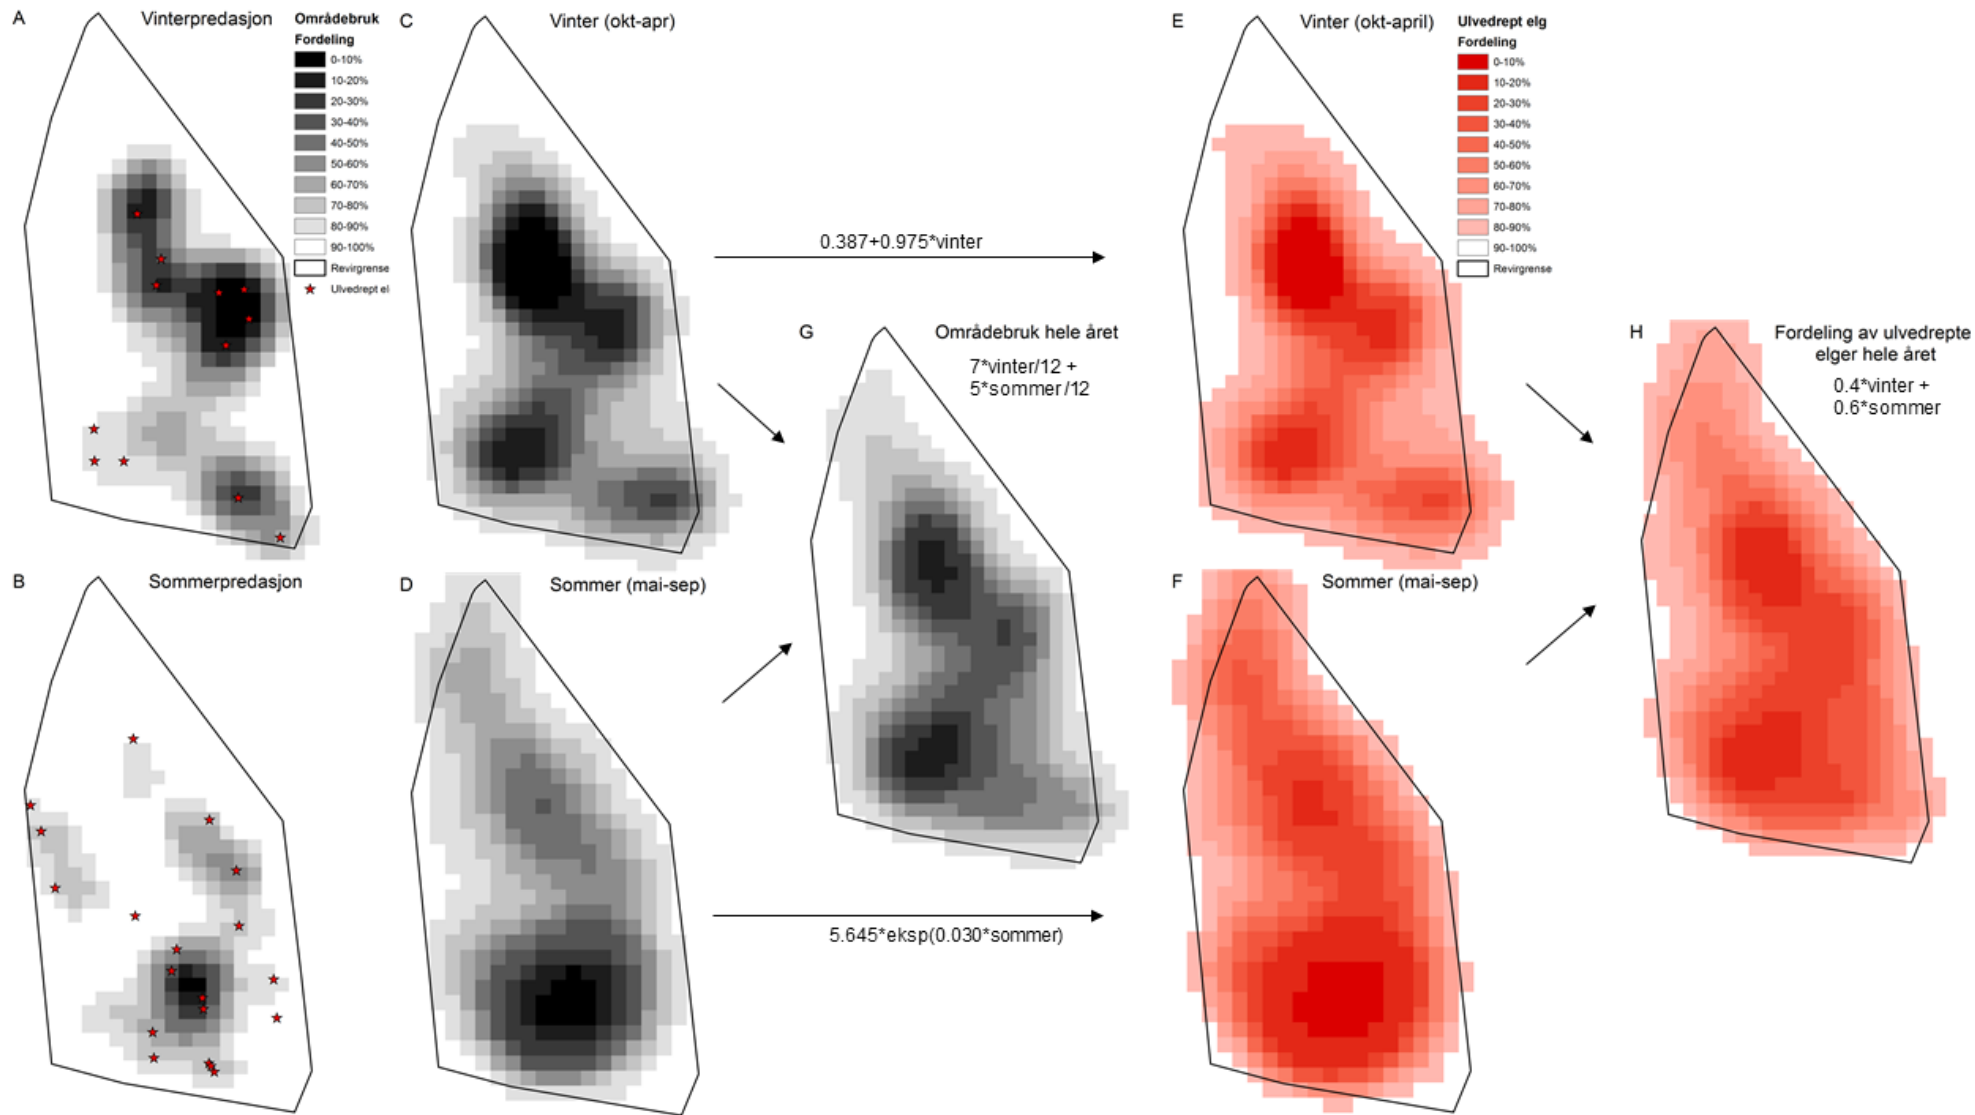 A
Vinterpredasjon
Områdebruk
Fordeling
0-10%
10-20%
20-30%
30-40%
40-50%
50-60%
60-70%
70-80%
80-90%
90-100%
Revirgrense
Ulvedrept el
C
Vinter (okt-apr)
0.387+0.975*vinter
E
Vinter (okt-april)
Ulvedrept elg
Fordeling
0-10%
10-20%
20-30%
30-40%
40-50%
50-60%
60-70%
70-80%
80-90%
90-100%
Revirgrense
G
Områdebruk hele året
7*vinter/12 +
5*sommer/12
H
Fordeling av ulvedrepte
elger hele året
0.4*vinter +
0.6*sommer
B
Sommerpredasjon
D
Sommer (mai-sep)
5.645*eksp(0.030*sommer)
F
Sommer (mai-sep)